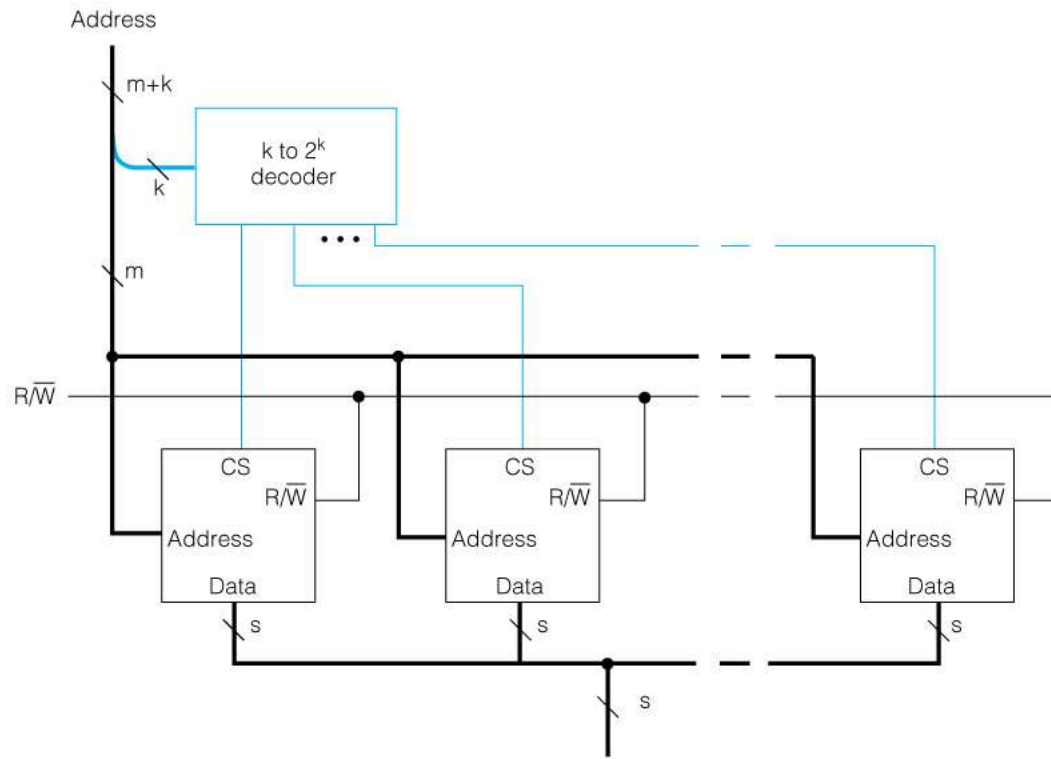 Address
m+k
k to 2^k
decoder
k
• • •
m
R/W̅
CS
R/W̅
Address
Data
s
CS
R/W̅
Address
Data
s
CS
R/W̅
Address
Data
s
s